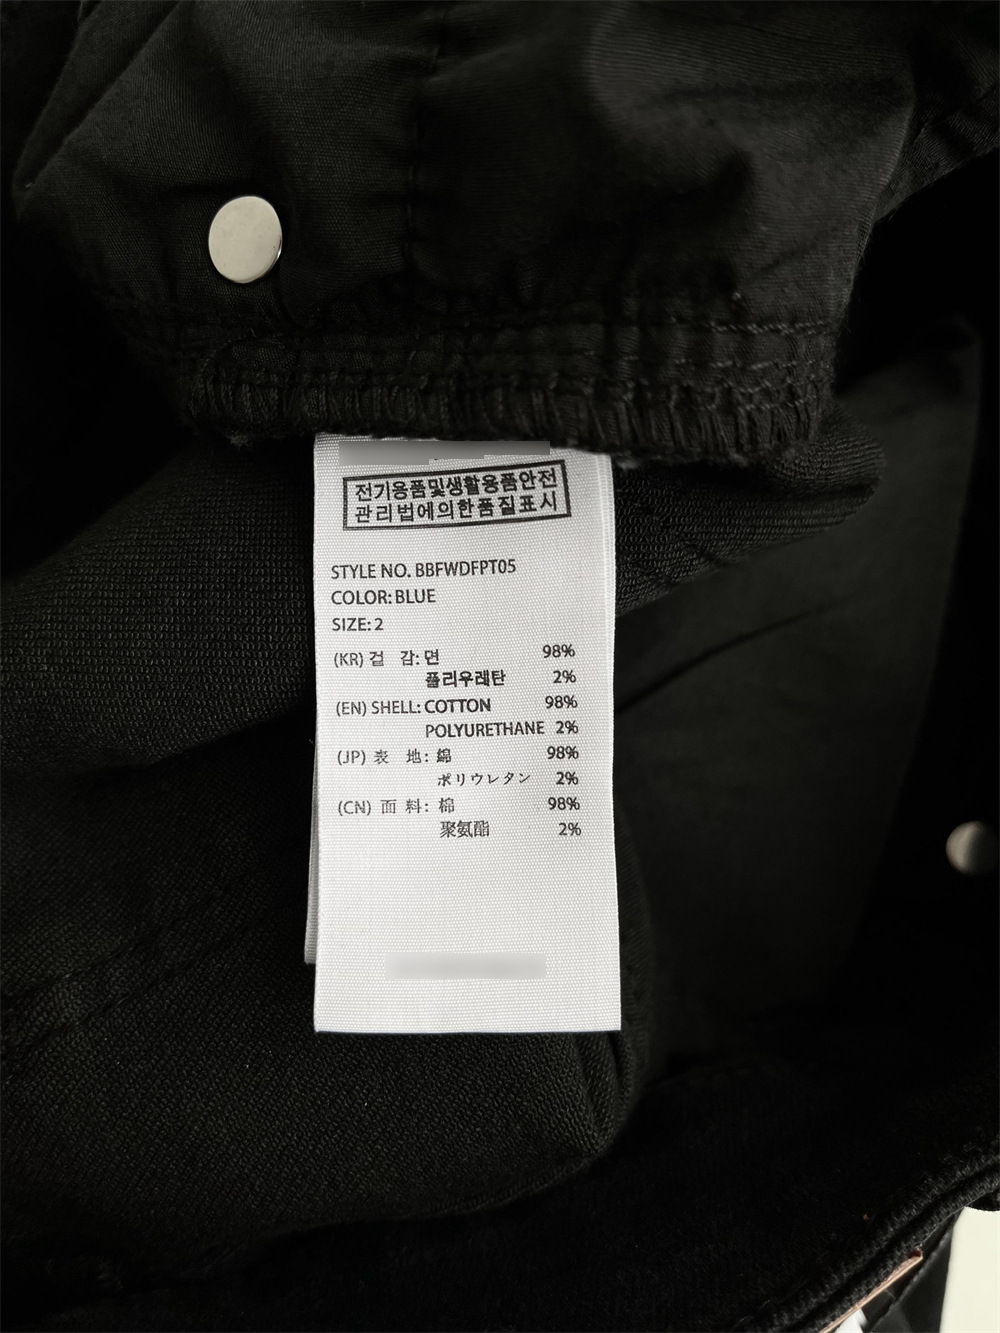 전기용품및생활용품안전
관리법에의한품질표시
STYLE NO. BBFWDFPT05
COLOR: BLUE
SIZE: 2
(KR) 겉 감: 면 98%
폴리우레탄 2%
(EN) SHELL: COTTON 98%
POLYURETHANE 2%
(JP) 表 地: 綿 98%
ポリウレタン 2%
(CN) 面 料: 棉 98%
聚氨酯 2%